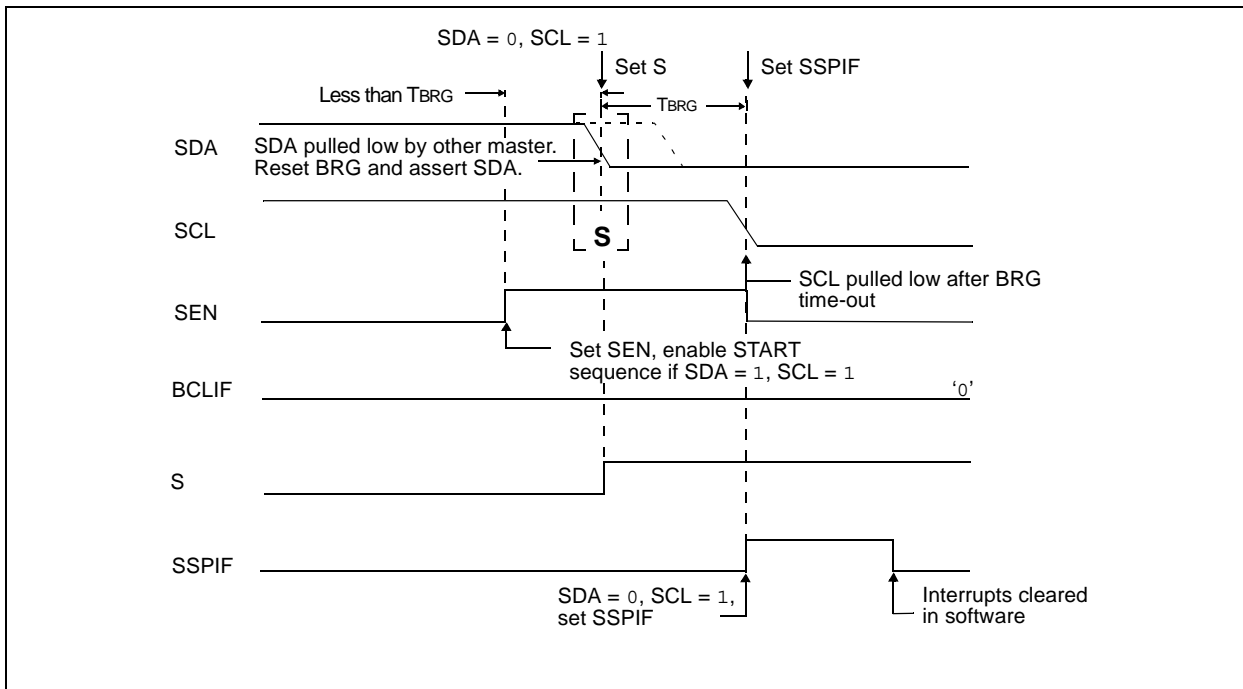 SDA = 0, SCL = 1
Set S
Set SSPIF
Less than TBRG
TBRG
SDA
SDA pulled low by other master.
Reset BRG and assert SDA.
SCL
S
SCL pulled low after BRG
time-out
SEN
Set SEN, enable START
sequence if SDA = 1, SCL = 1
BCLIF
‘0’
S
SSPIF
SDA = 0, SCL = 1,
set SSPIF
Interrupts cleared
in software